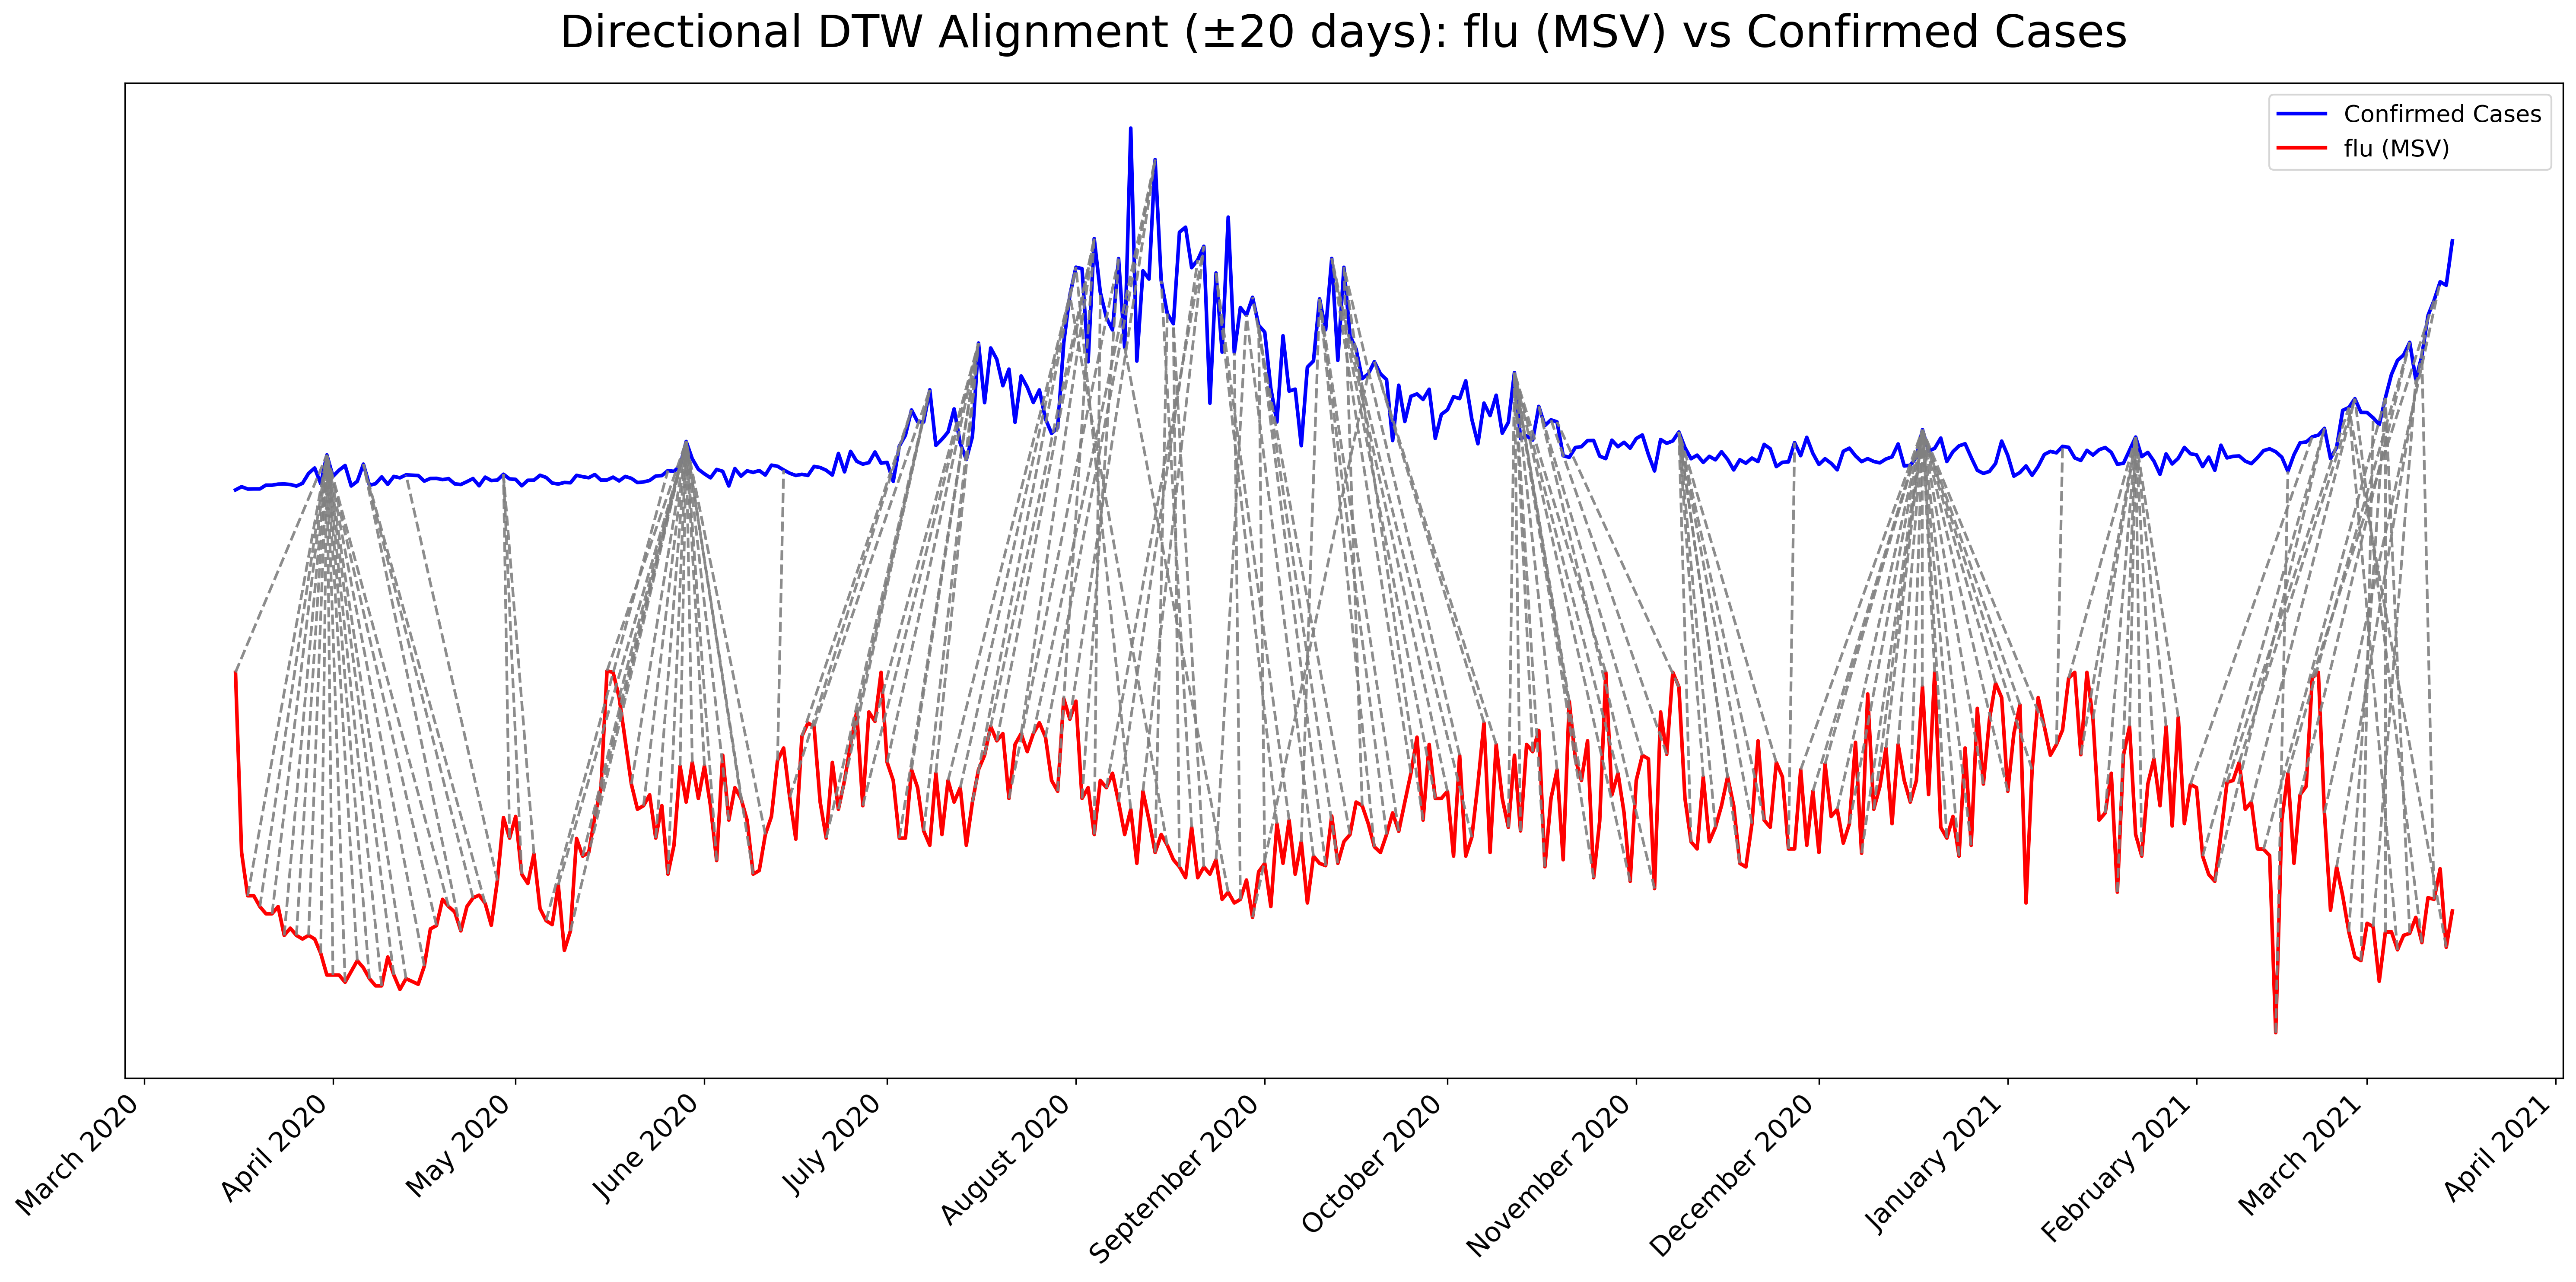 Directional DTW Alignment (±20 days): flu (MSV) vs Confirmed Cases
Confirmed Cases
flu (MSV)
March 2020
April 2020
May 2020
June 2020
July 2020
August 2020
September 2020
October 2020
November 2020
December 2020
January 2021
February 2021
March 2021
April 2021